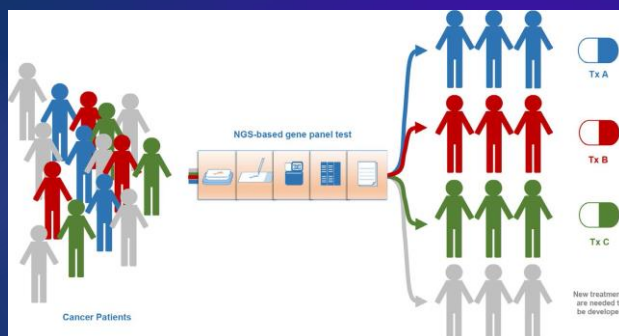 NGS-based gene panel test
Tx A
Tx B
Tx C
Cancer Patients
New treatmen
are needed t
be develope